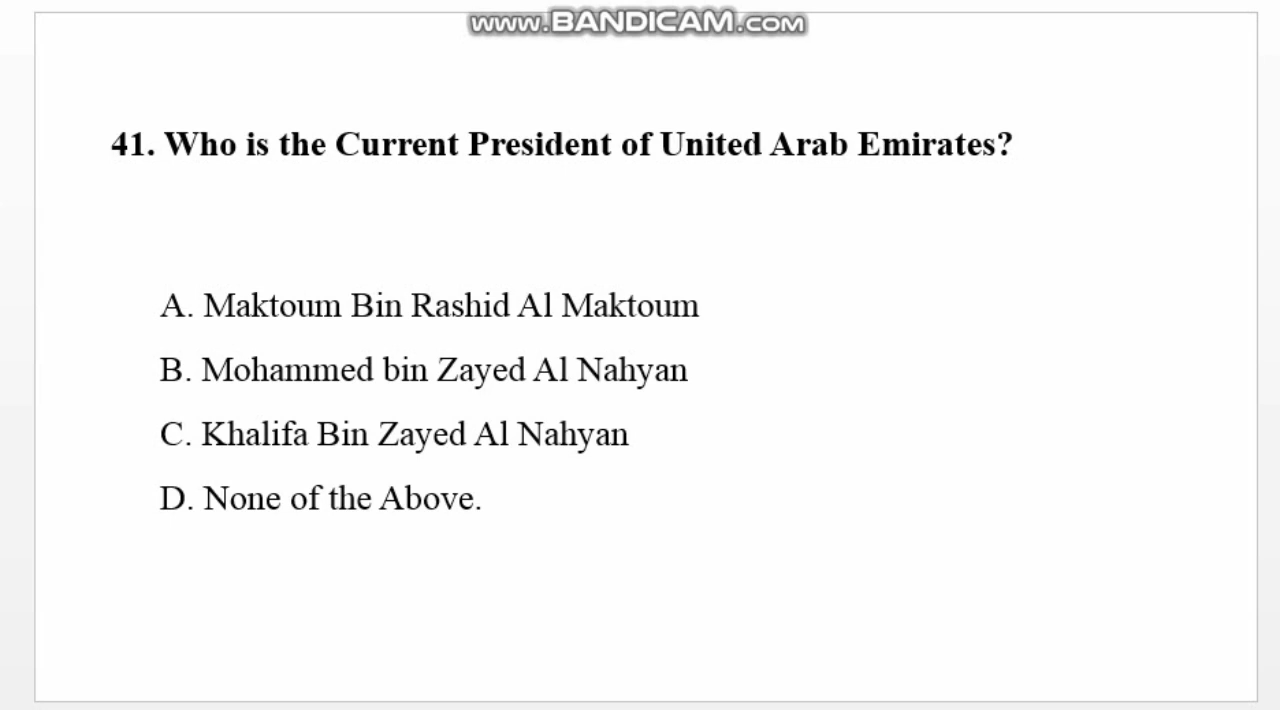 www.BANDICAM.com
41. Who is the Current President of United Arab Emirates?
A. Maktoum Bin Rashid Al Maktoum
B. Mohammed bin Zayed Al Nahyan
C. Khalifa Bin Zayed Al Nahyan
D. None of the Above.